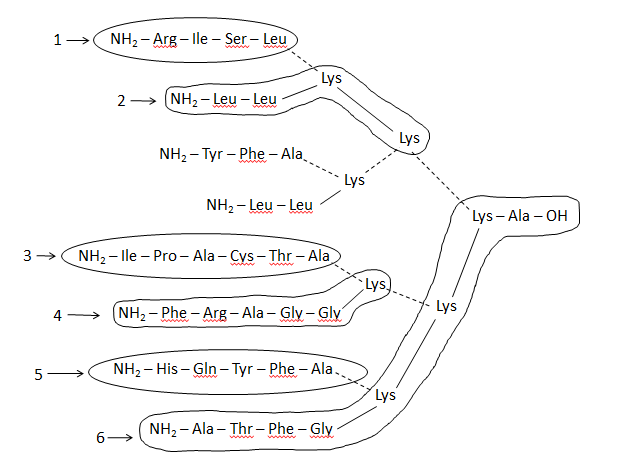 1 → NH₂ – Arg – Ile – Ser – Leu
Lys
2 → NH₂ – Leu – Leu
Lys
NH₂ – Tyr – Phe – Ala
Lys
NH₂ – Leu – Leu
Lys – Ala – OH
3 → NH₂ – Ile – Pro – Ala – Cys – Thr – Ala
Lys
Lys
4 → NH₂ – Phe – Arg – Ala – Gly – Gly
5 → NH₂ – His – Gln – Tyr – Phe – Ala
Lys
6 → NH₂ – Ala – Thr – Phe – Gly